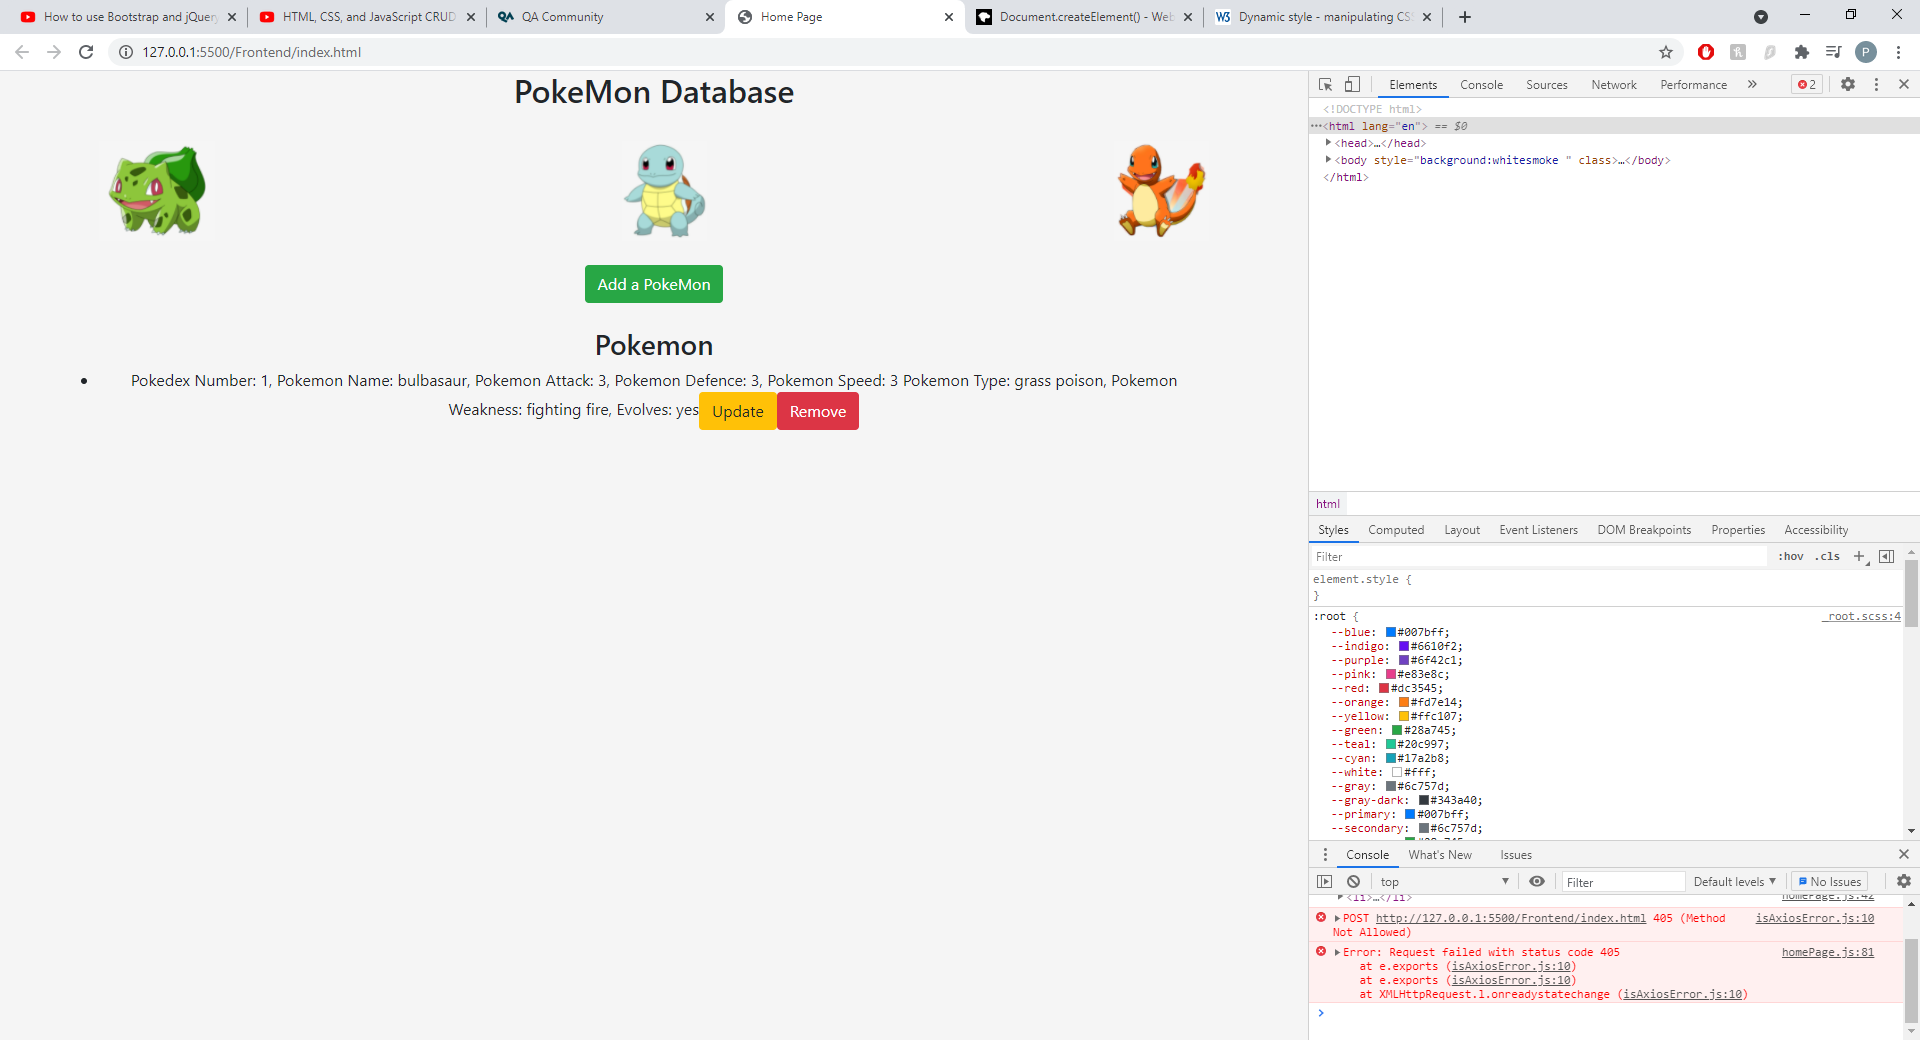 How to use Bootstrap and jQuery
HTML, CSS, and JavaScript CRUD
QA Community
Home Page
Document.createElement() - Web
W3 Dynamic style - manipulating CSS
127.0.0.1:5500/Frontend/index.html
P
PokeMon Database
Add a PokeMon
Pokemon
Pokedex Number: 1, Pokemon Name: bulbasaur, Pokemon Attack: 3, Pokemon Defence: 3, Pokemon Speed: 3 Pokemon Type: grass poison, Pokemon
Weakness: fighting fire, Evolves: yes Update Remove
Elements Console Sources Network Performance » 2
<!DOCTYPE html>
···<html lang="en"> == $0
<head>…</head>
<body style="background:whitesmoke " class>…</body>
</html>
html
Styles Computed Layout Event Listeners DOM Breakpoints Properties Accessibility
Filter :hov .cls +
element.style {
}
:root { _root.scss:4
--blue: #007bff;
--indigo: #6610f2;
--purple: #6f42c1;
--pink: #e83e8c;
--red: #dc3545;
--orange: #fd7e14;
--yellow: #ffc107;
--green: #28a745;
--teal: #20c997;
--cyan: #17a2b8;
--white: #fff;
--gray: #6c757d;
--gray-dark: #343a40;
--primary: #007bff;
--secondary: #6c757d;
Console What's New Issues
top Filter Default levels No Issues
<li>…</li> homePage.js:42
POST http://127.0.0.1:5500/Frontend/index.html 405 (Method isAxiosError.js:10
Not Allowed)
Error: Request failed with status code 405 homePage.js:81
at e.exports (isAxiosError.js:10)
at e.exports (isAxiosError.js:10)
at XMLHttpRequest.l.onreadystatechange (isAxiosError.js:10)